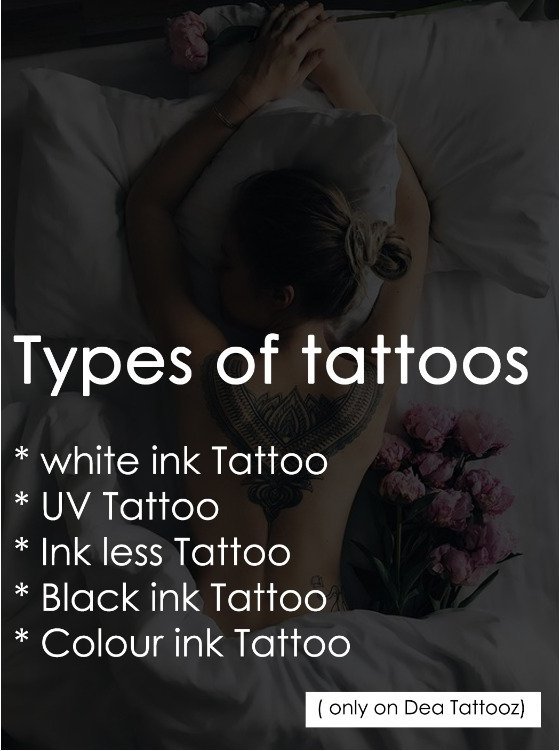 Types of tattoos
* white ink Tattoo
* UV Tattoo
* Ink less Tattoo
* Black ink Tattoo
* Colour ink Tattoo
( only on Dea Tattooz)